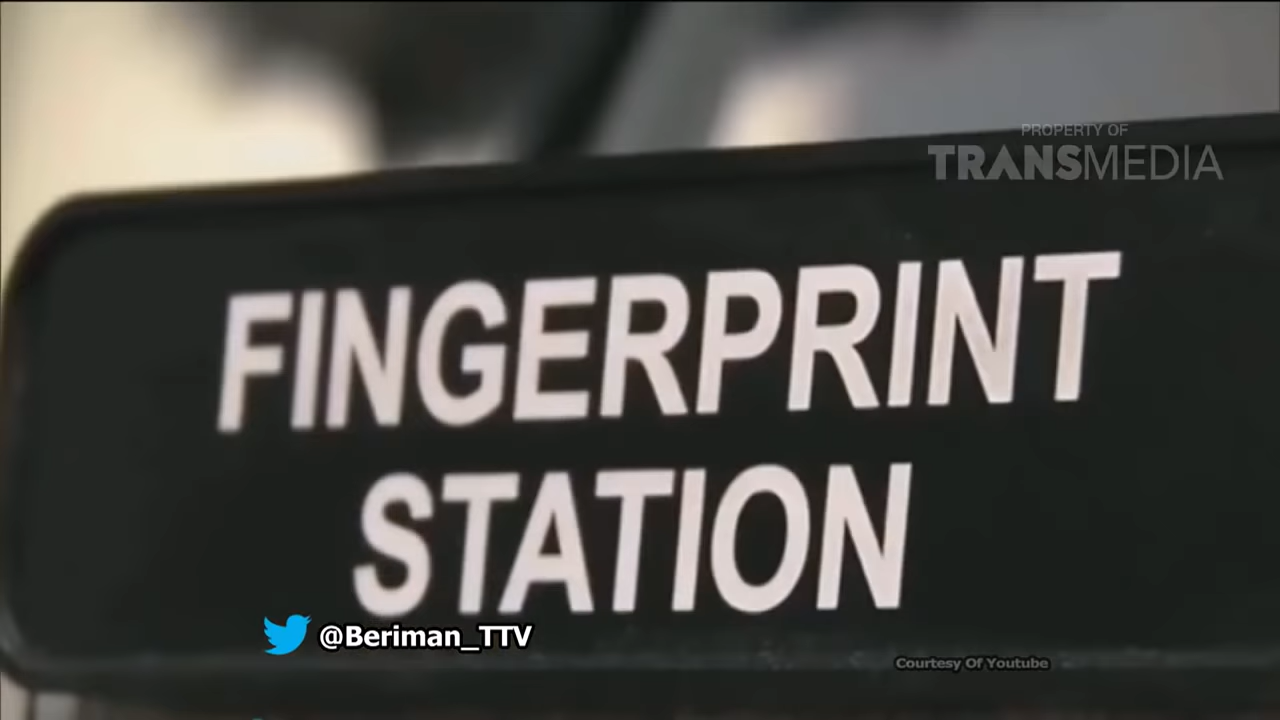 PROPERTY OF
TRANSMEDIA
FINGERPRINT
STATION
@Beriman_TTV
Courtesy Of Youtube